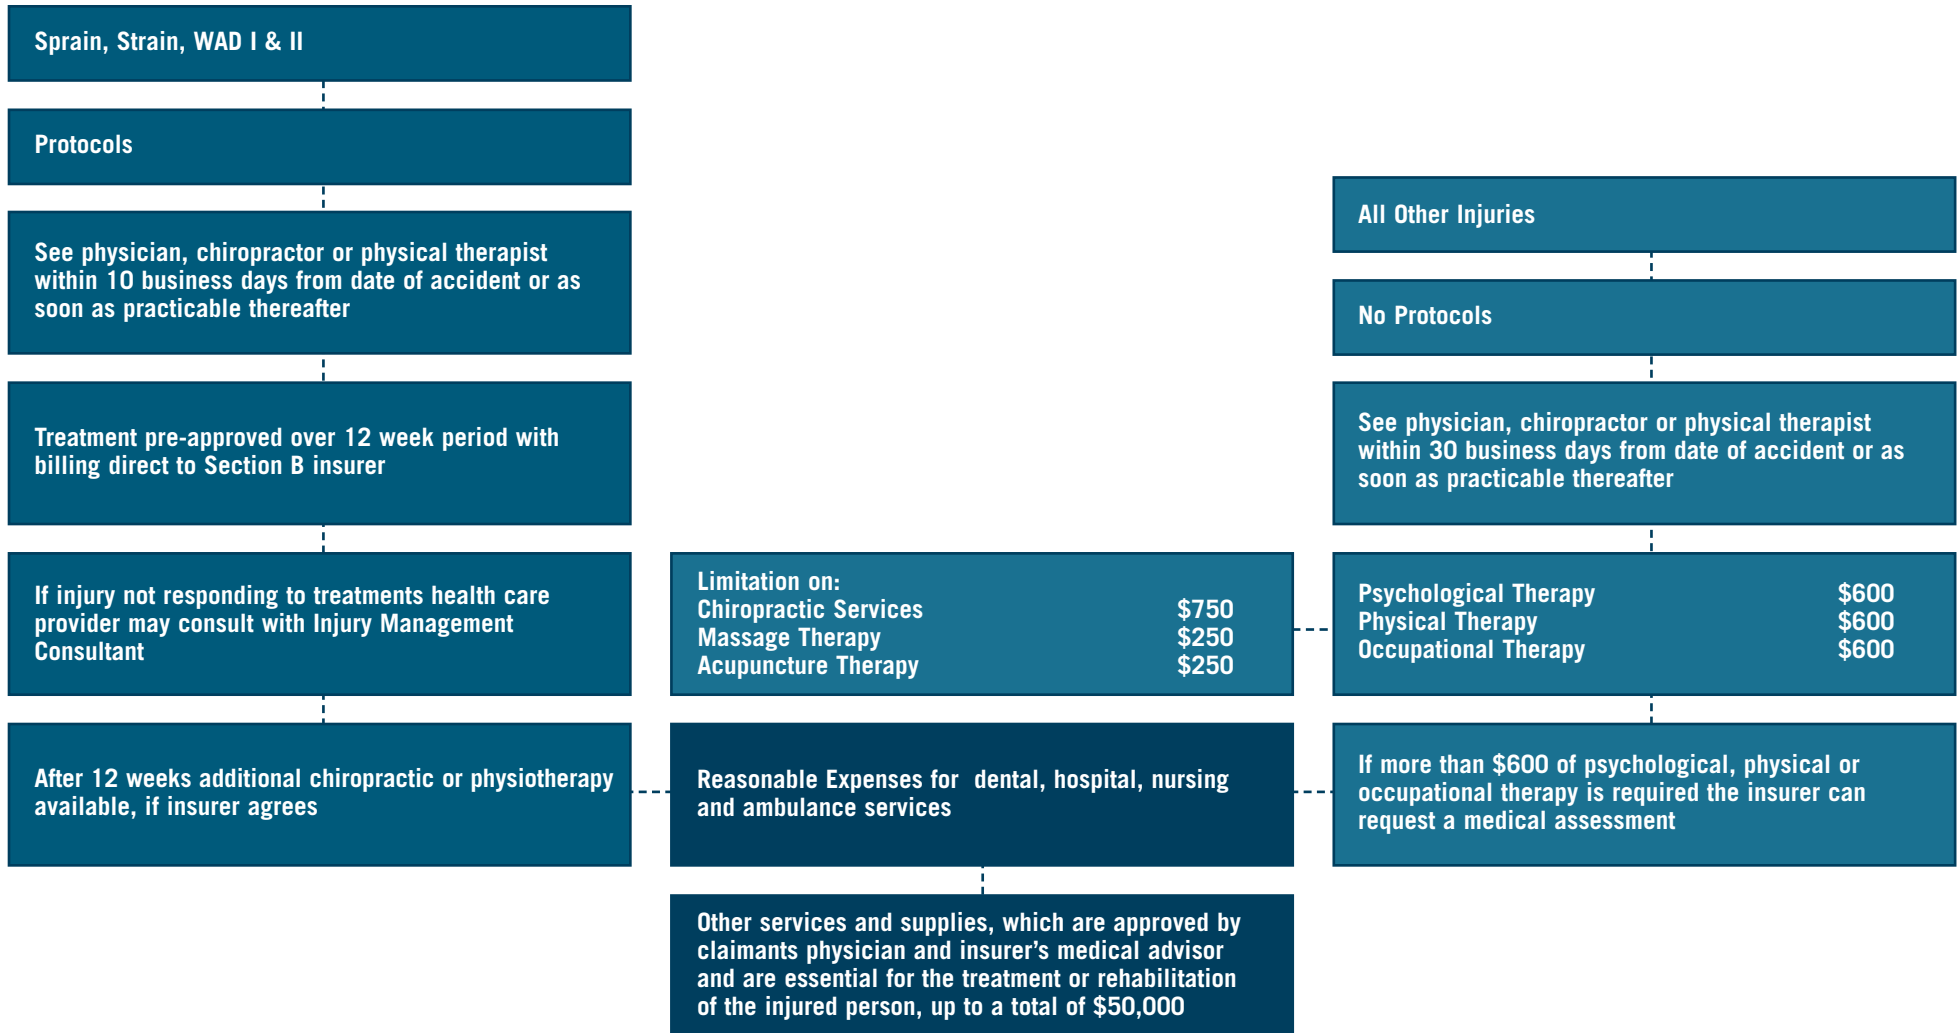 Sprain, Strain, WAD I & II
Protocols
See physician, chiropractor or physical therapist
within 10 business days from date of accident or as
soon as practicable thereafter
Treatment pre-approved over 12 week period with
billing direct to Section B insurer
If injury not responding to treatments health care
provider may consult with Injury Management
Consultant
After 12 weeks additional chiropractic or physiotherapy
available, if insurer agrees
Limitation on:
Chiropractic Services $750
Massage Therapy $250
Acupuncture Therapy $250
Reasonable Expenses for dental, hospital, nursing
and ambulance services
Other services and supplies, which are approved by
claimants physician and insurer’s medical advisor
and are essential for the treatment or rehabilitation
of the injured person, up to a total of $50,000
All Other Injuries
No Protocols
See physician, chiropractor or physical therapist
within 30 business days from date of accident or as
soon as practicable thereafter
Psychological Therapy $600
Physical Therapy $600
Occupational Therapy $600
If more than $600 of psychological, physical or
occupational therapy is required the insurer can
request a medical assessment